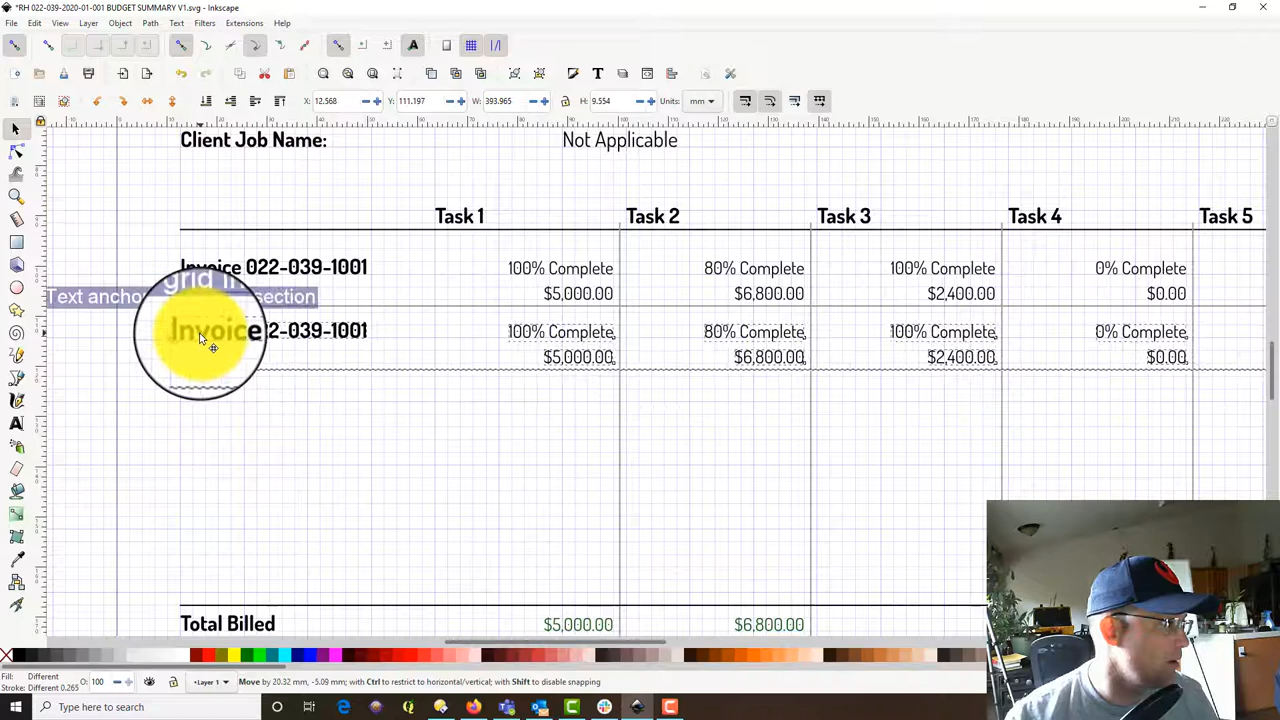 *RH 022-039-2020-01-001 BUDGET SUMMARY V1.svg - Inkscape
File Edit View Layer Object Path Text Filters Extensions Help
X: 12.568 Y: 111.197 W: 393.965 H: 9.554 Units: mm
Client Job Name: Not Applicable
Task 1 Task 2 Task 3 Task 4 Task 5
Invoice 022-039-1001 100% Complete 80% Complete 100% Complete 0% Complete
$5,000.00 $6,800.00 $2,400.00 $0.00
grid in
Text ancho section
Invoice 2-039-1001 100% Complete 80% Complete 100% Complete 0% Complete
$5,000.00 $6,800.00 $2,400.00 $0.00
Total Billed $5,000.00 $6,800.00
Fill: Different
Stroke: Different 0.265
O: 100
Layer 1
Move by 20.32 mm, -5.09 mm; with Ctrl to restrict to horizontal/vertical; with Shift to disable snapping
Type here to search